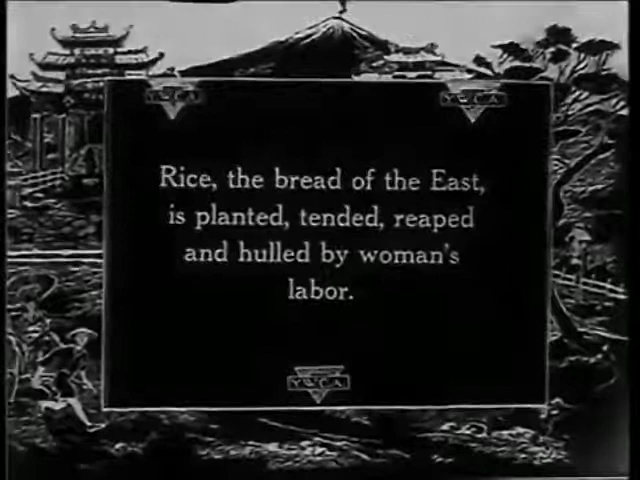 Rice, the bread of the East,
is planted, tended, reaped
and hulled by woman's
labor.